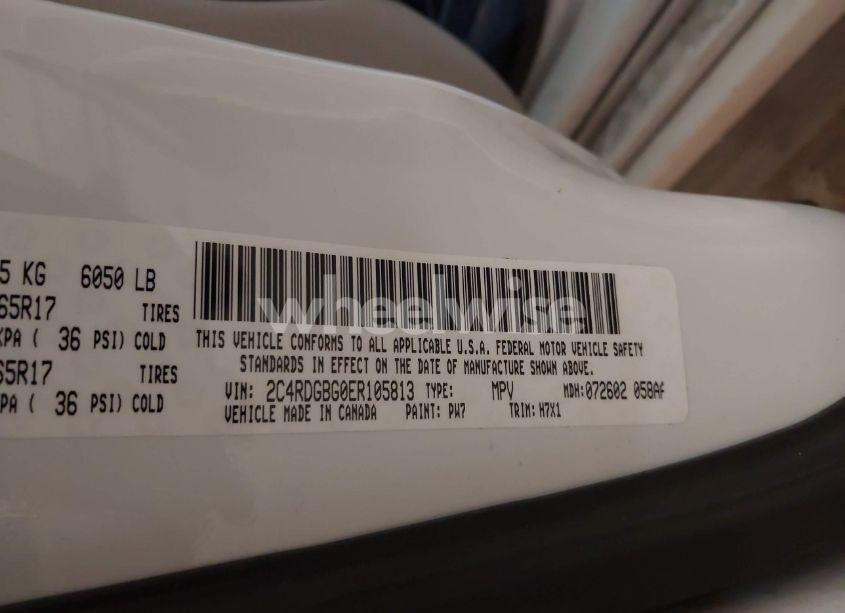 5 KG 6050 LB
65R17 TIRES
KPA ( 36 PSI) COLD
65R17 TIRES
KPA ( 36 PSI) COLD
THIS VEHICLE CONFORMS TO ALL APPLICABLE U.S.A. FEDERAL MOTOR VEHICLE SAFETY
STANDARDS IN EFFECT ON THE DATE OF MANUFACTURE SHOWN ABOVE.
VIN: 2C4RDGBG0ER105813 TYPE: MPV MDH: 072602 058AA
VEHICLE MADE IN CANADA PAINT: PW7 TRIM: H7X1
wheelwise